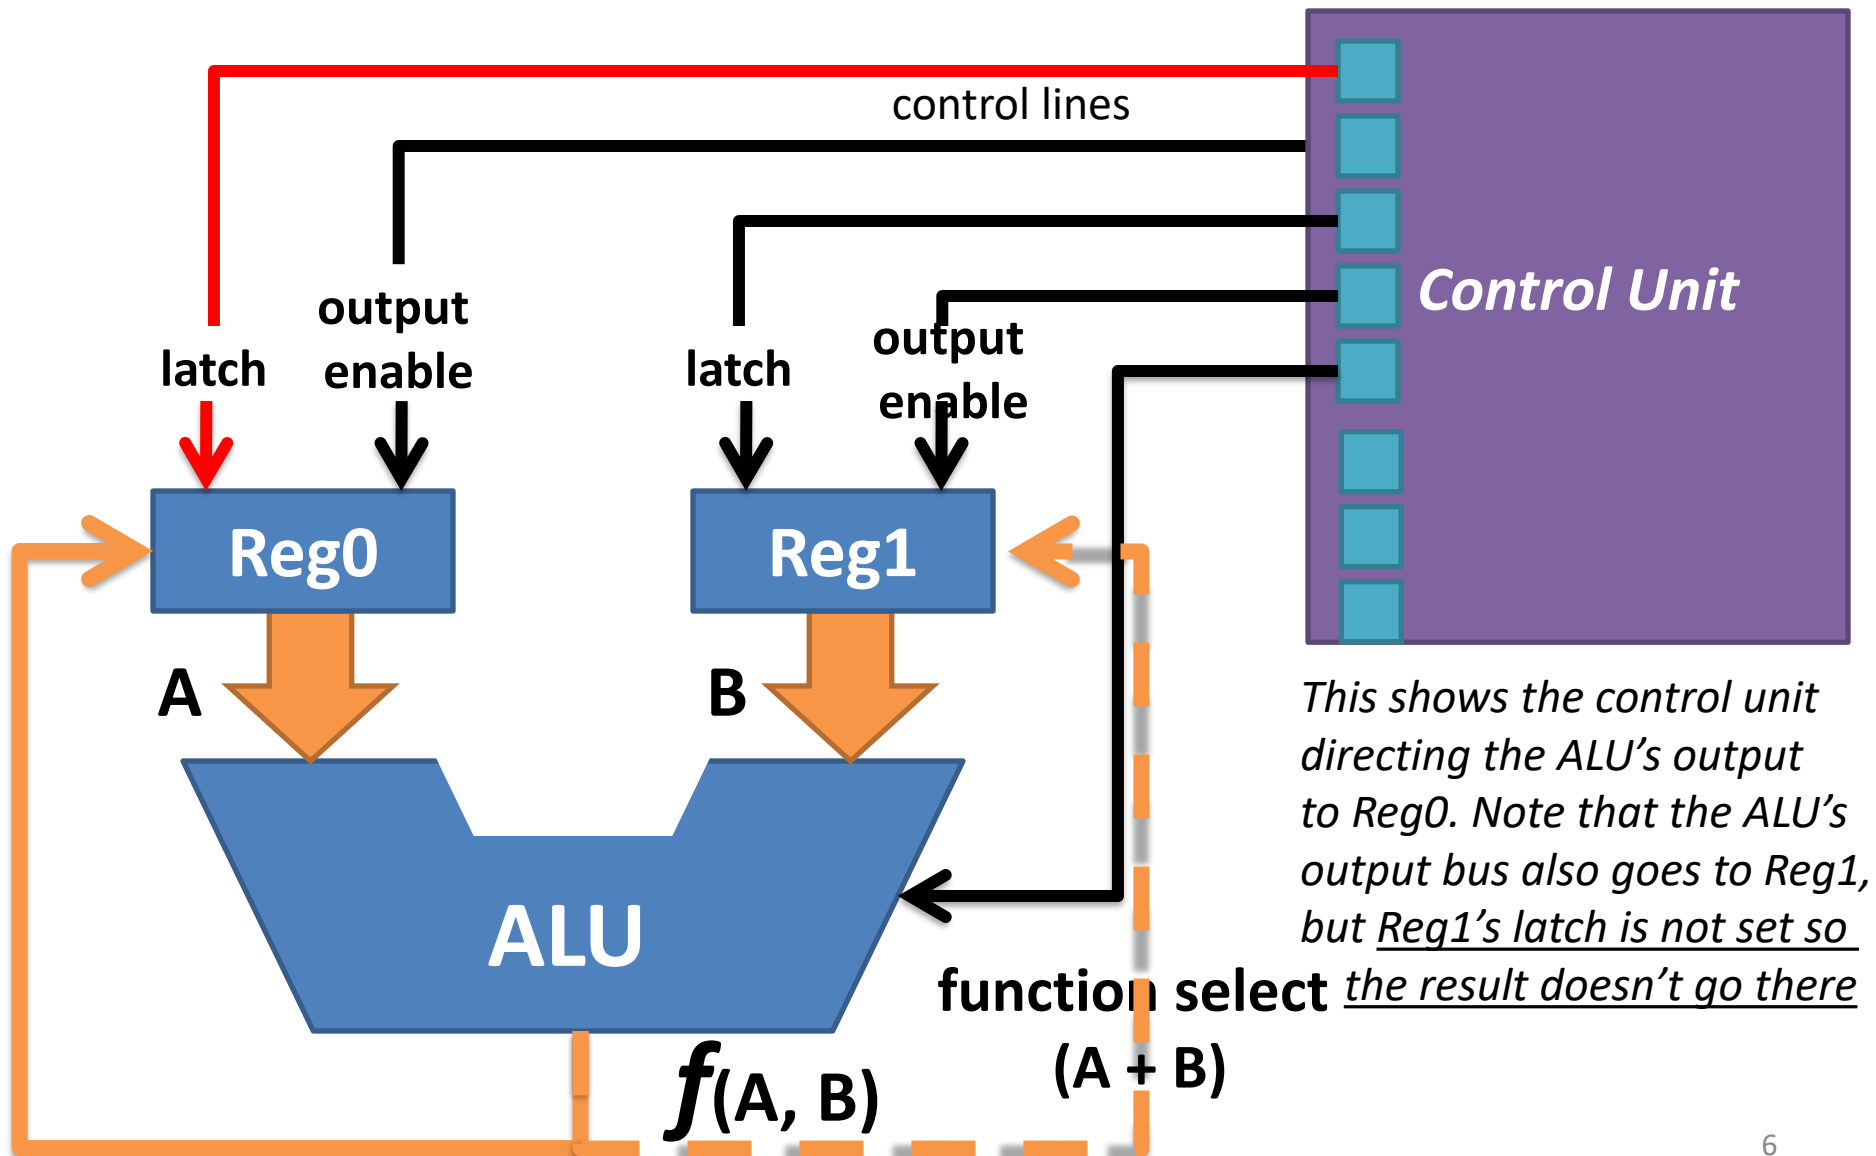 control lines
Control Unit
output
enable
latch
output
enable
latch
Reg0
Reg1
A
B
ALU
This shows the control unit
directing the ALU’s output
to Reg0. Note that the ALU’s
output bus also goes to Reg1,
but Reg1’s latch is not set so
the result doesn’t go there
function select
(A + B)
f(A, B)
6